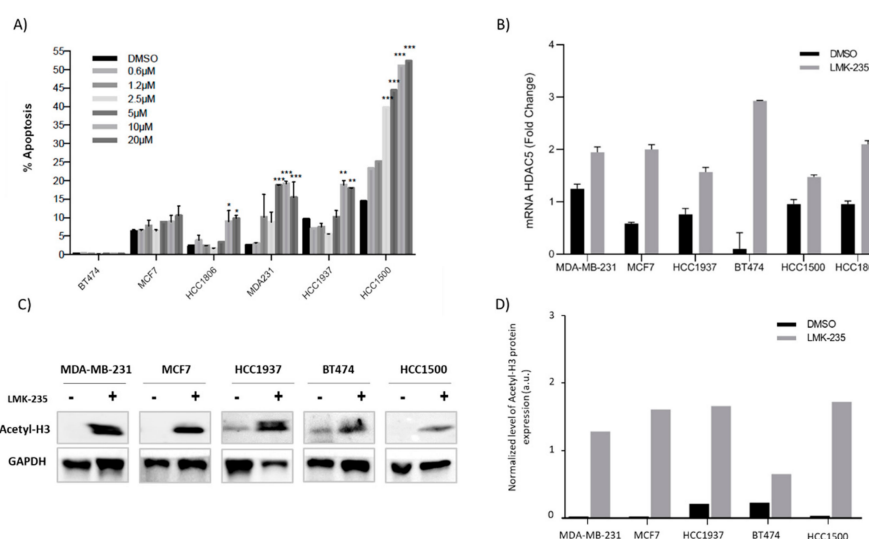 A)
55
50
45
40
35
30
25
20
15
10
5
0
% Apoptosis
DMSO
0.6µM
1.2µM
2.5µM
5µM
10µM
20µM
*
*
***
***
***
**
**
***
***
***
***
BT474
MCF7
HCC1806
MDA231
HCC1937
HCC1500
B)
4
3
2
1
0
mRNA HDAC5 (Fold Change)
DMSO
LMK-235
MDA-MB-231
MCF7
HCC1937
BT474
HCC1500
HCC180
C)
MDA-MB-231 MCF7 HCC1937 BT474 HCC1500
LMK-235 - + - + - + - + - +
Acetyl-H3
GAPDH
D)
3
2
1
0
Normalized level of Acetyl-H3 protein
expression (a.u.)
DMSO
LMK-235
MDA-MB-231
MCF7
HCC1937
BT474
HCC1500